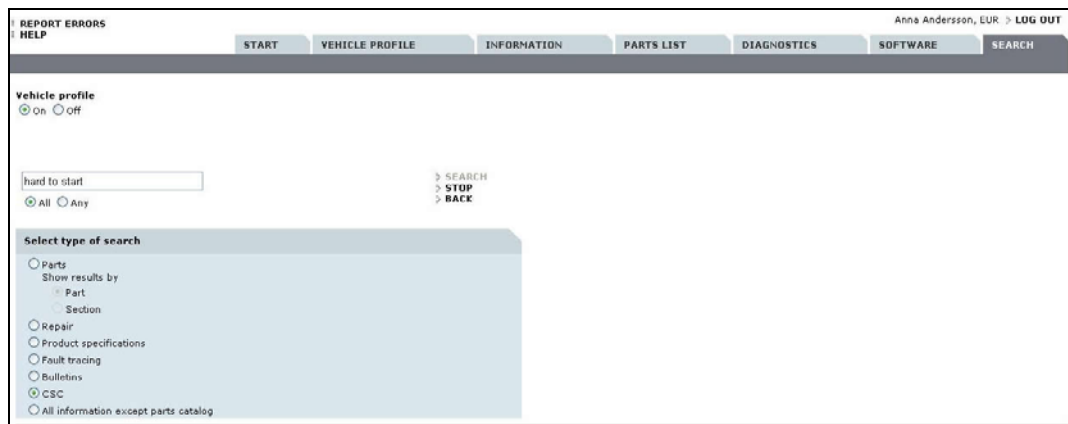 REPORT ERRORS
HELP
Anna Andersson, EUR > LOG OUT
START VEHICLE PROFILE INFORMATION PARTS LIST DIAGNOSTICS SOFTWARE SEARCH
Vehicle profile
On Off
hard to start
All Any
> SEARCH
> STOP
> BACK
Select type of search
Parts
Show results by
Part
Section
Repair
Product specifications
Fault tracing
Bulletins
CSC
All information except parts catalog